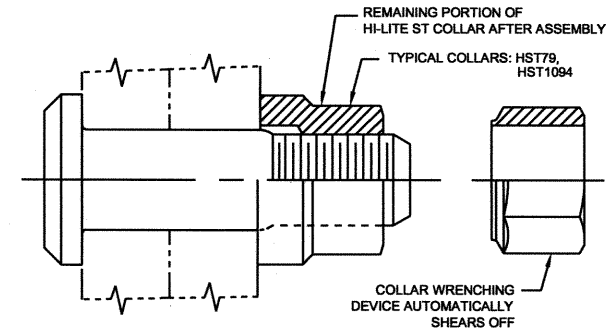 REMAINING PORTION OF
HI-LITE ST COLLAR AFTER ASSEMBLY
TYPICAL COLLARS: HST79,
HST1094
COLLAR WRENCHING
DEVICE AUTOMATICALLY
SHEARS OFF